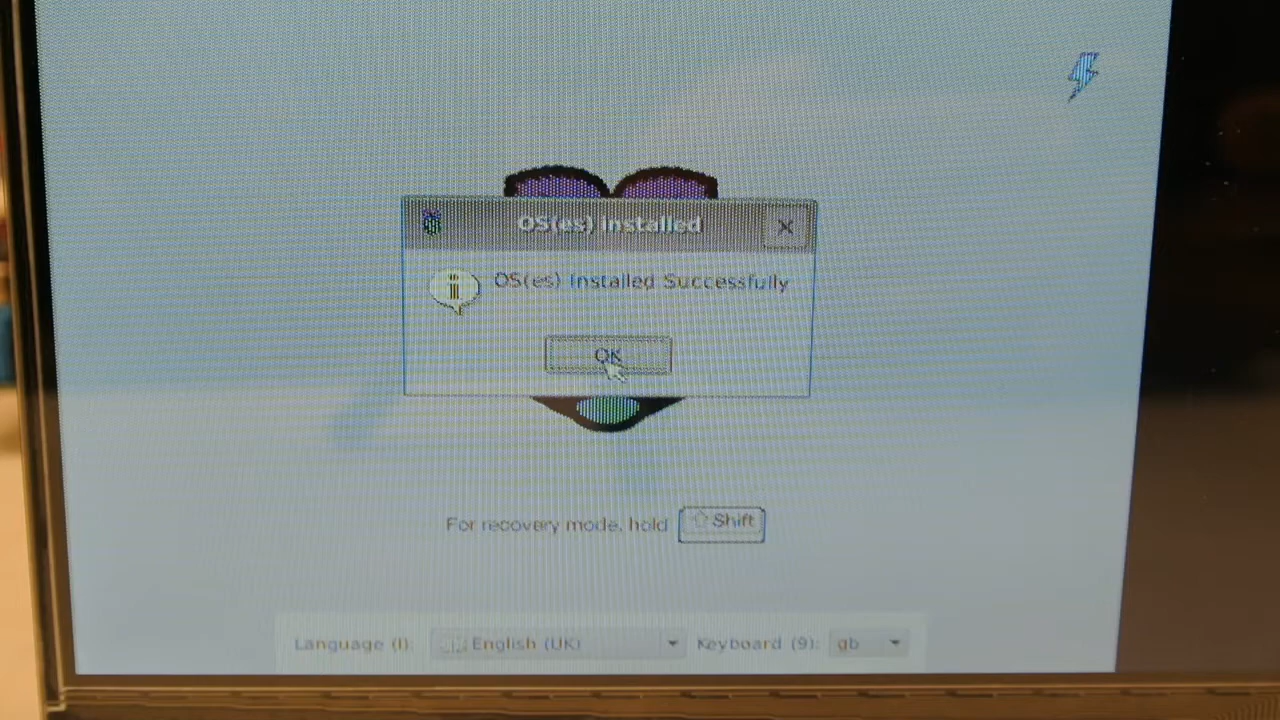 OS(es) Installed
OS(es) Installed Successfully
OK
For recovery mode, hold Shift
Language (l): English (UK) Keyboard (9): gb